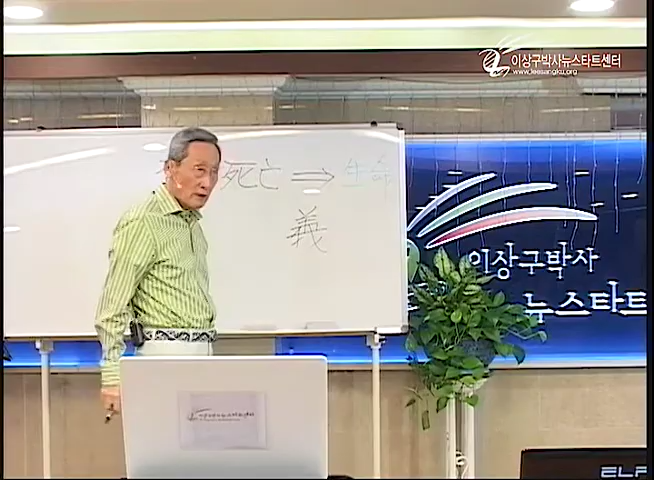 이상구박사뉴스타트센터
www.leesangku.org
死亡 ⇒ 生命
義
이상구박사
뉴스타트